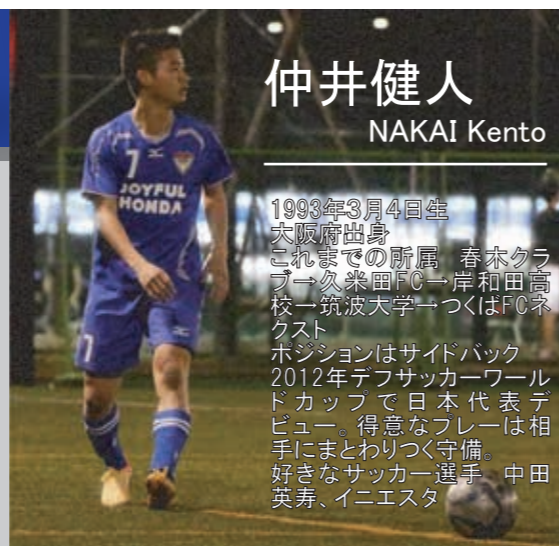 仲井健人
NAKAI Kento
1993年3月4日生
大阪府出身
これまでの所属　春木クラ
ブ→久米田FC→岸和田高
校→筑波大学→つくばFCネ
クスト
ポジションはサイドバック
2012年デフサッカーワール
ドカップで日本代表デ
ビュー。得意なプレーは相
手にまとわりつく守備。
好きなサッカー選手　中田
英寿、イニエスタ
7
JOYFUL
HONDA
7